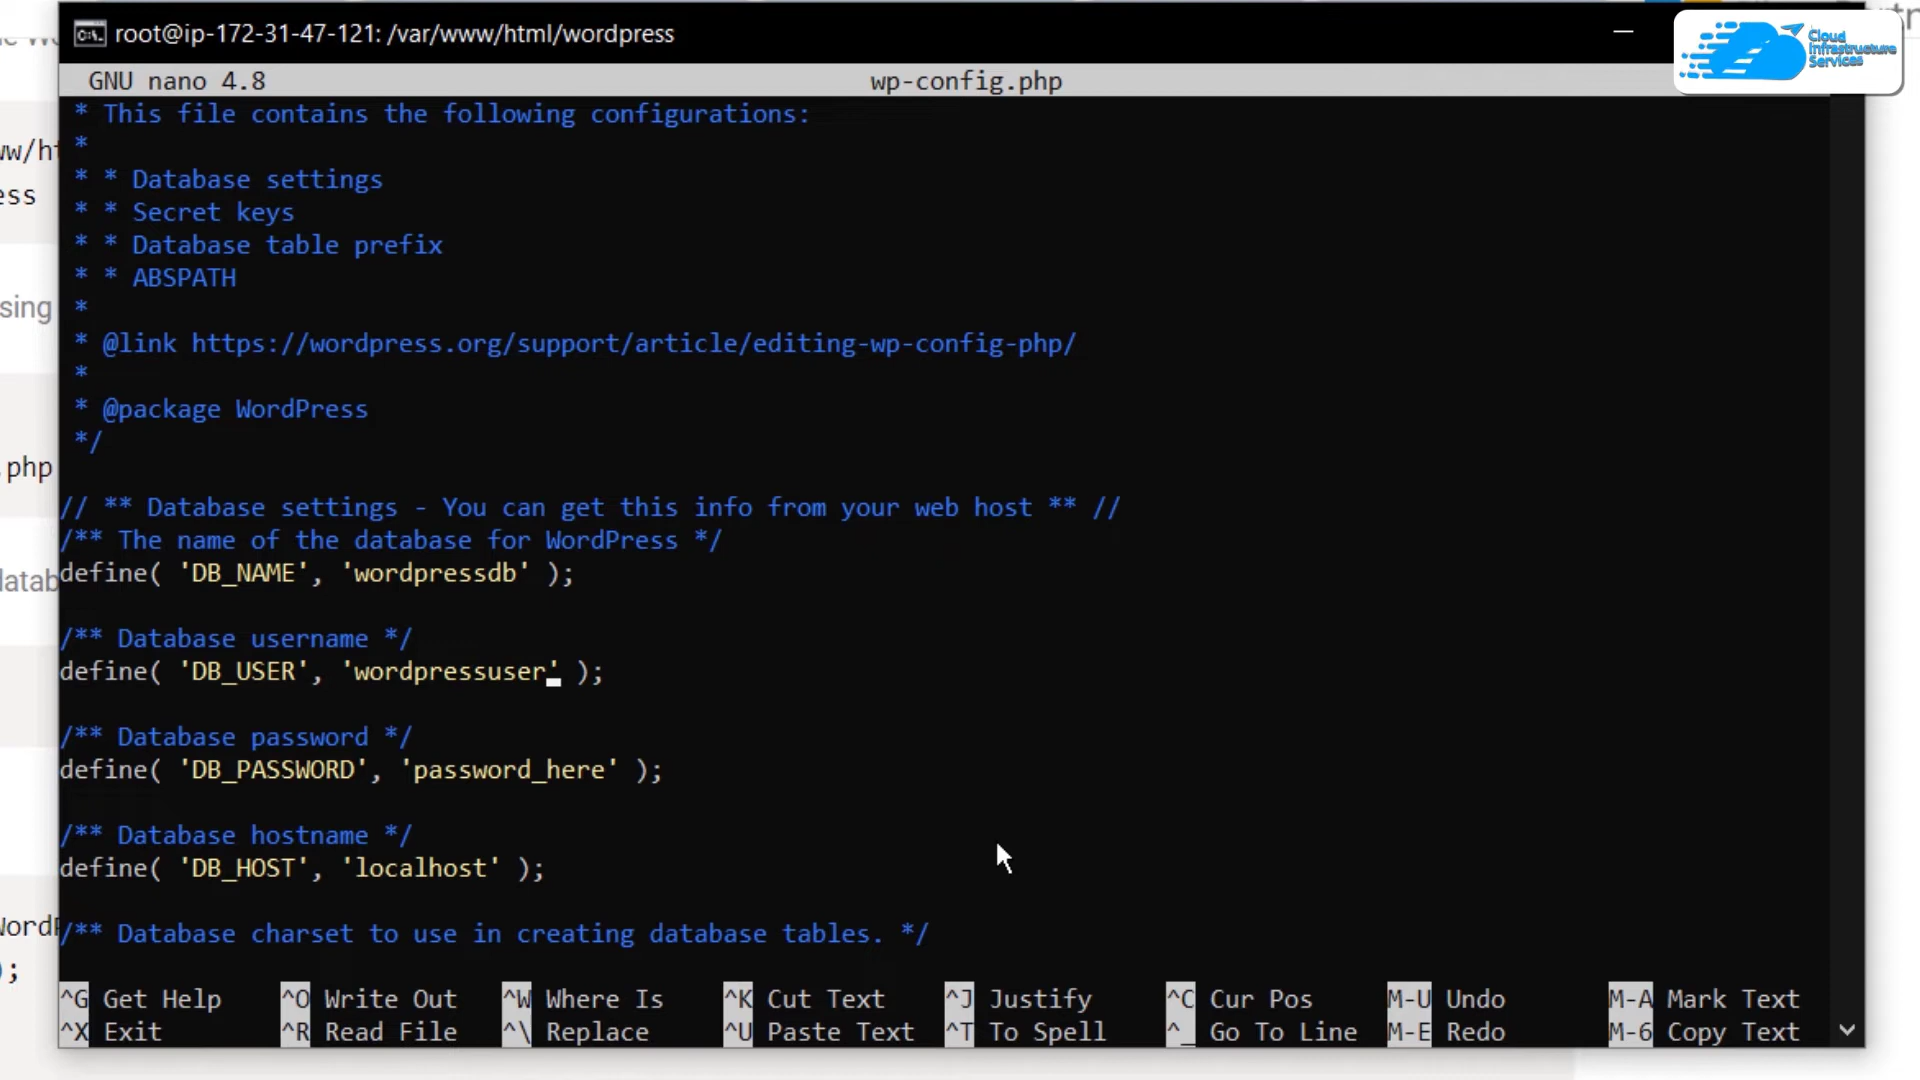 root@ip-172-31-47-121: /var/www/html/wordpress
Cloud
Infrastructure
Services
GNU nano 4.8 wp-config.php
* This file contains the following configurations:
*
* * Database settings
* * Secret keys
* * Database table prefix
* * ABSPATH
*
* @link https://wordpress.org/support/article/editing-wp-config-php/
*
* @package WordPress
*/
// ** Database settings - You can get this info from your web host ** //
/** The name of the database for WordPress */
define( 'DB_NAME', 'wordpressdb' );
/** Database username */
define( 'DB_USER', 'wordpressuser' );
/** Database password */
define( 'DB_PASSWORD', 'password_here' );
/** Database hostname */
define( 'DB_HOST', 'localhost' );
/** Database charset to use in creating database tables. */
^G Get Help ^O Write Out ^W Where Is ^K Cut Text ^J Justify ^C Cur Pos M-U Undo M-A Mark Text
^X Exit ^R Read File ^\ Replace ^U Paste Text ^T To Spell ^_ Go To Line M-E Redo M-6 Copy Text